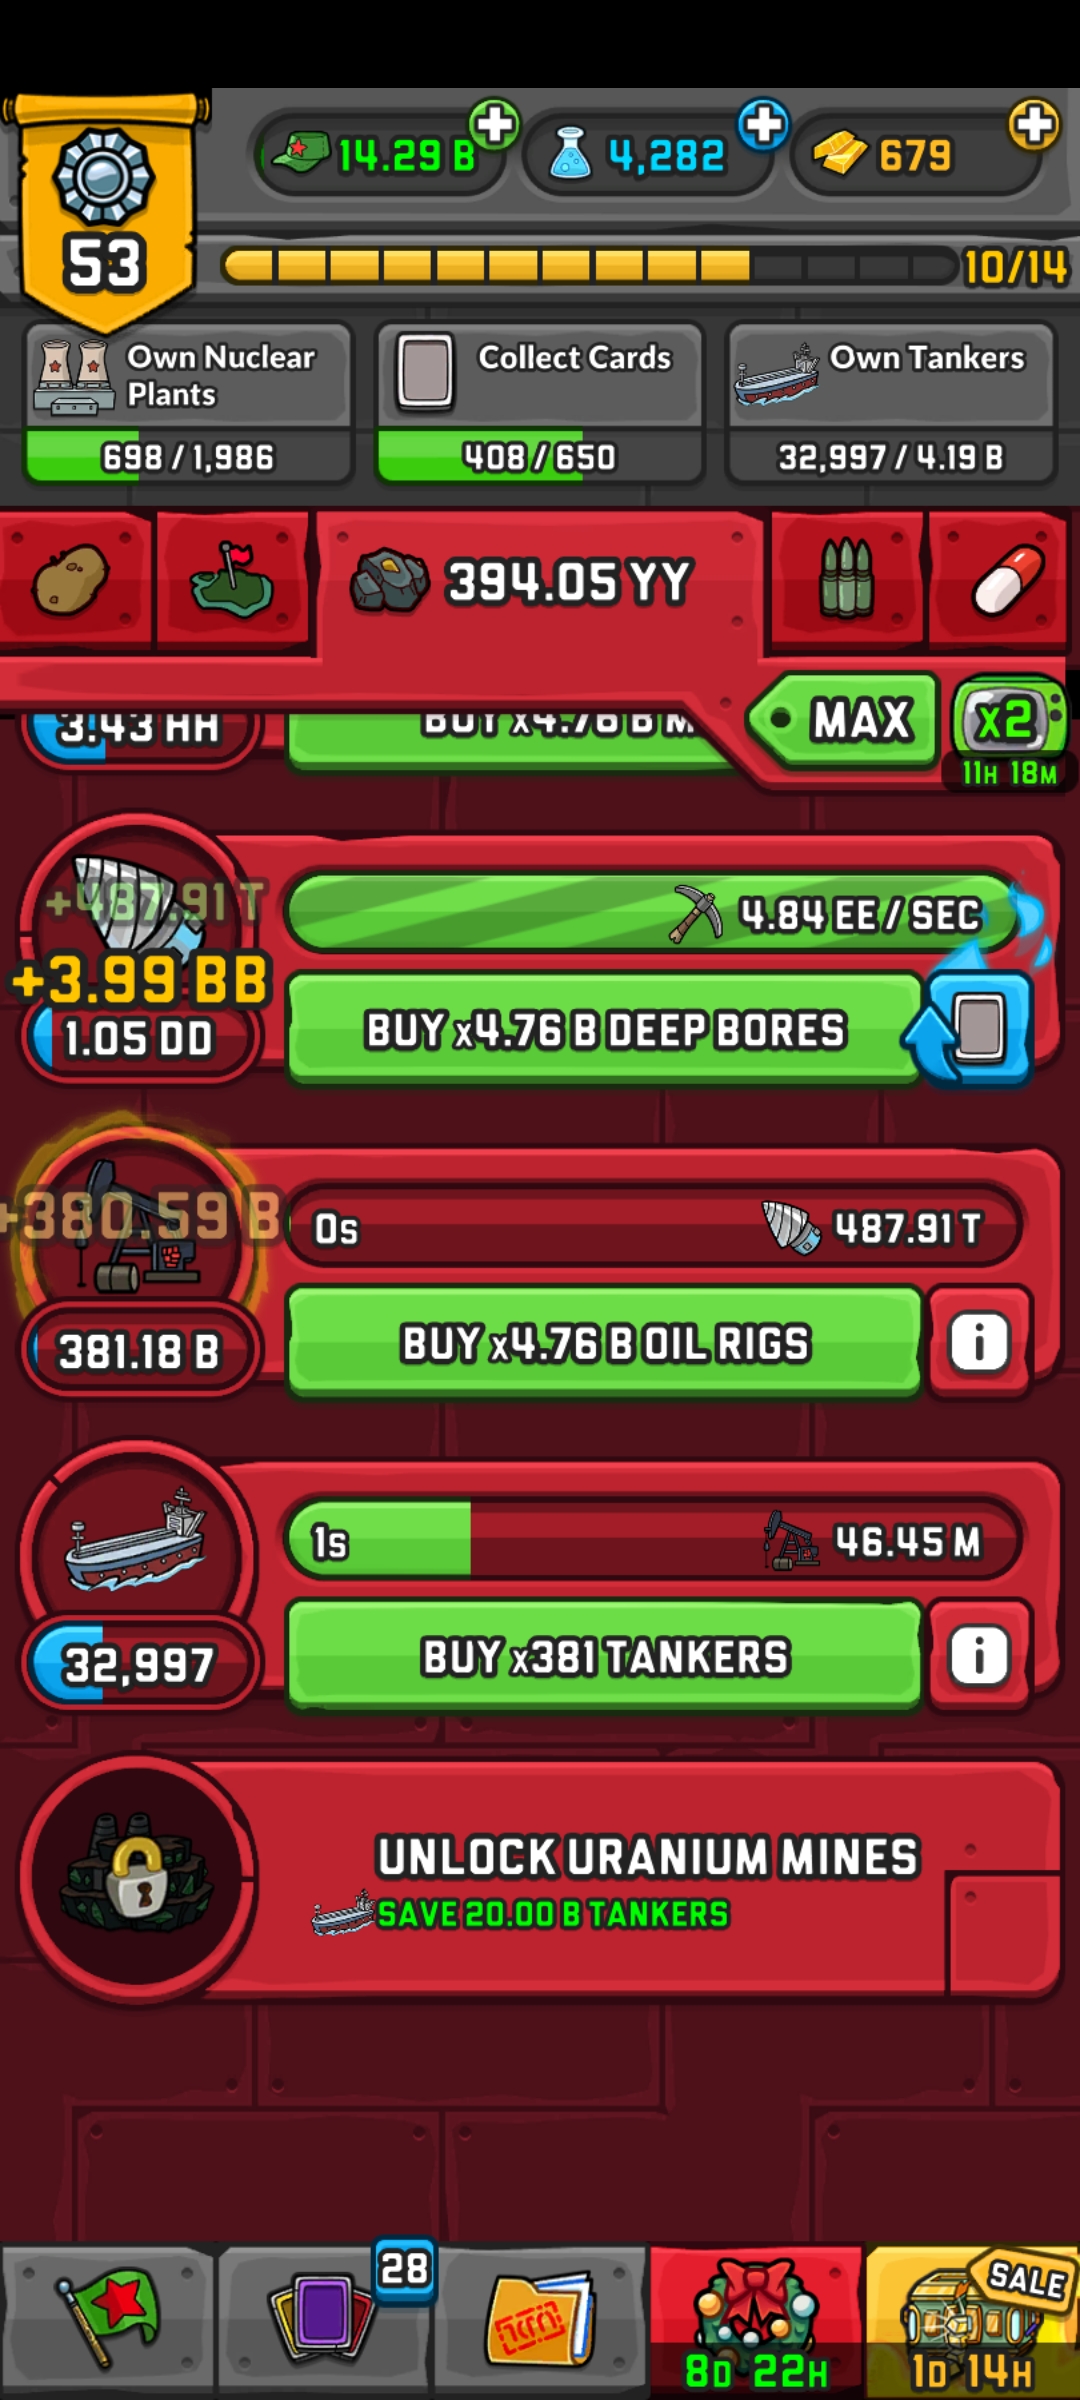 53
14.29 B
4,282
679
10/14
Own Nuclear
Plants
698 / 1,986
Collect Cards
408 / 650
Own Tankers
32,997 / 4.19 B
394.05 YY
MAX
x2
11H 18M
3.43 HH
BUY x4.76 B M
+487.91 T
+3.99 BB
1.05 DD
4.84 EE / SEC
BUY x4.76 B DEEP BORES
+380.59 B
381.18 B
0s
487.91 T
BUY x4.76 B OIL RIGS
i
1s
46.45 M
32,997
BUY x381 TANKERS
i
UNLOCK URANIUM MINES
SAVE 20.00 B TANKERS
28
SALE
8D 22H
1D 14H